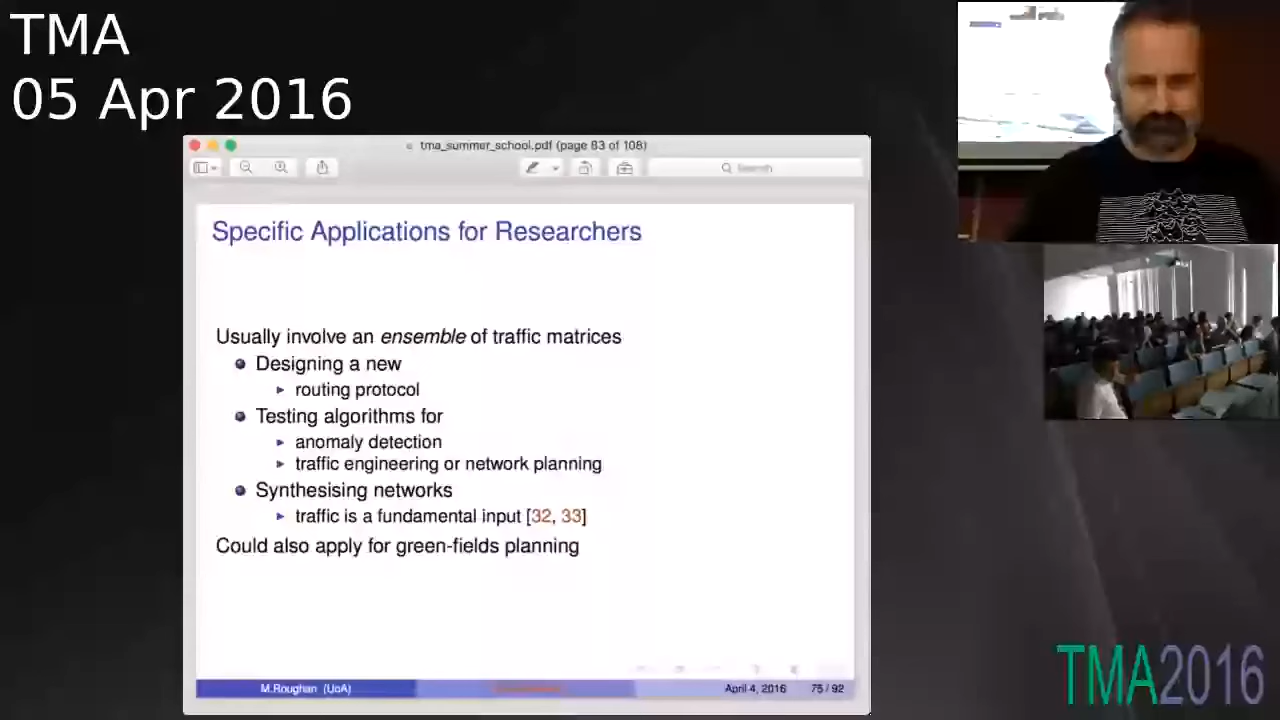 TMA
05 Apr 2016
tma_summer_school.pdf (page 83 of 108)
Search
Specific Applications for Researchers
Usually involve an ensemble of traffic matrices
Designing a new
routing protocol
Testing algorithms for
anomaly detection
traffic engineering or network planning
Synthesising networks
traffic is a fundamental input [32, 33]
Could also apply for green-fields planning
M.Roughan (UoA)
April 4, 2016
75 / 92
TMA2016